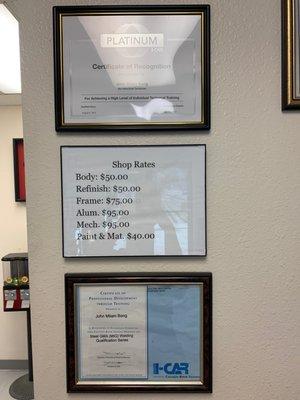 PLATINUM
Certificate of Recognition
For Achieving a High Level of Individual Technical Training
Shop Rates
Body: $50.00
Refinish: $50.00
Frame: $75.00
Alum. $95.00
Mech. $95.00
Paint & Mat. $40.00
Certificate of
Professional Development
through Training
John Milam Bang
Steel GMA (MIG) Welding
Qualification Series
I-CAR